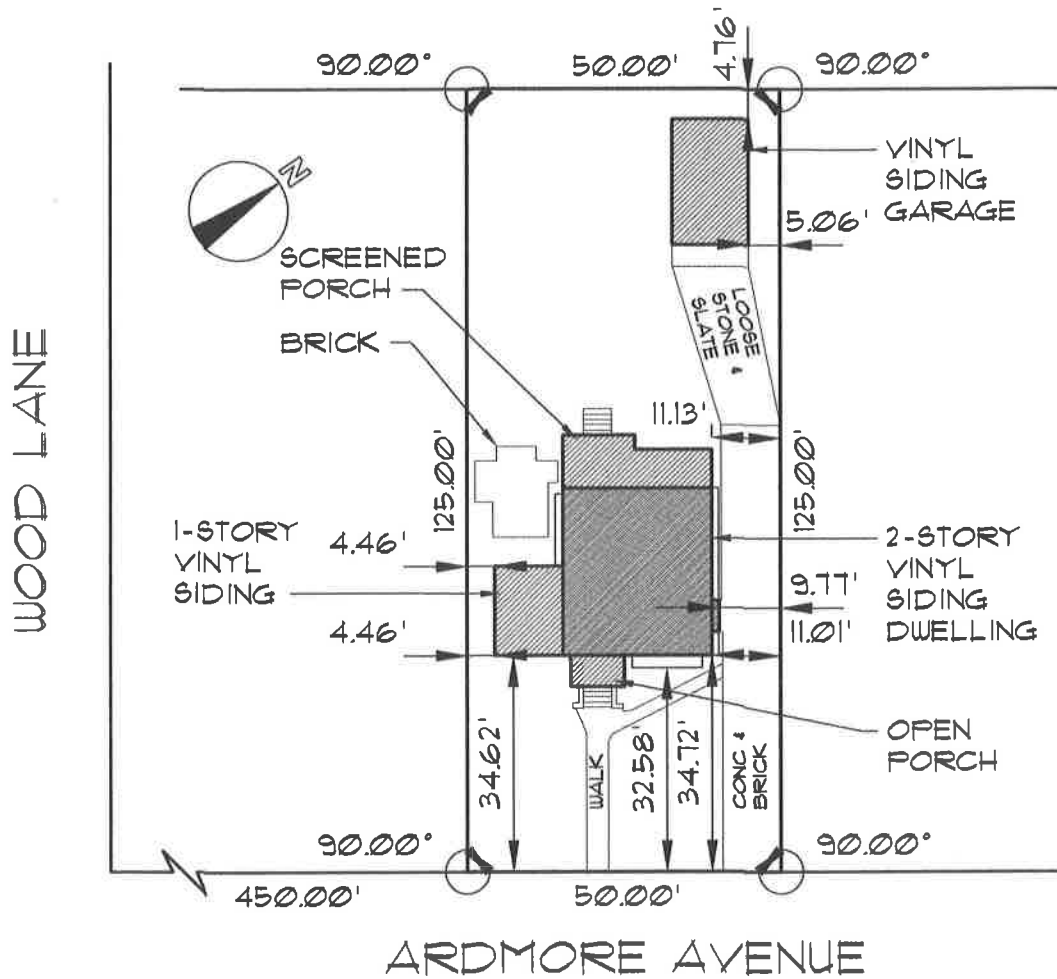 4.76'
90.00°
50.00'
90.00°
VINYL
SIDING
GARAGE
N
5.06'
SCREENED
PORCH
LOOSE
STONE &
SLATE
BRICK
WOOD LANE
11.13'
125.00'
125.00'
1-STORY
VINYL
SIDING
4.46'
2-STORY
VINYL
SIDING
DWELLING
9.77'
4.46'
11.01'
OPEN
PORCH
34.62'
WALK
32.58'
34.72'
CONC &
BRICK
90.00°
90.00°
450.00'
50.00'
ARDMORE AVENUE